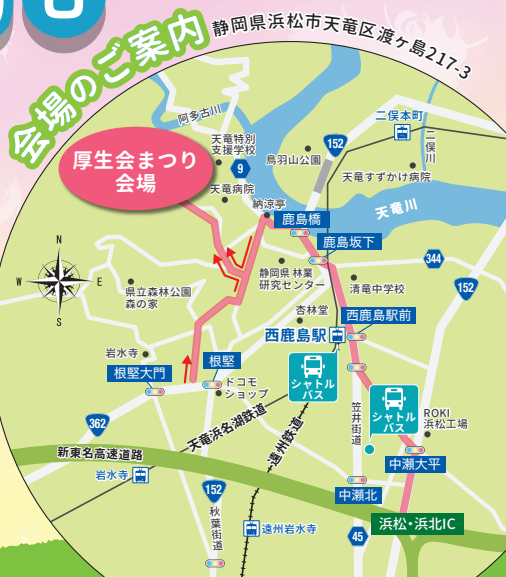 会場のご案内
静岡県浜松市天竜区渡ヶ島217-3
阿多古川
天竜特別
支援学校
9
鳥羽山公園
152
二俣本町
二俣川
天竜すずかけ病院
厚生会まつり
会場
天竜病院
納涼亭
鹿島橋
天竜川
鹿島坂下
N
W
E
S
県立森林公園
森の家
静岡県 林業
研究センター
清竜中学校
344
152
杏林堂
西鹿島駅前
西鹿島駅
岩水寺
根堅大門
根堅
ドコモ
ショップ
シャトル
バス
シャトル
バス
笠井街道
ROKI
浜松工場
362
天竜浜名湖鉄道
遠州鉄道
新東名高速道路
岩水寺
中瀬大平
152
秋葉街道
中瀬北
遠州岩水寺
45
浜松・浜北IC